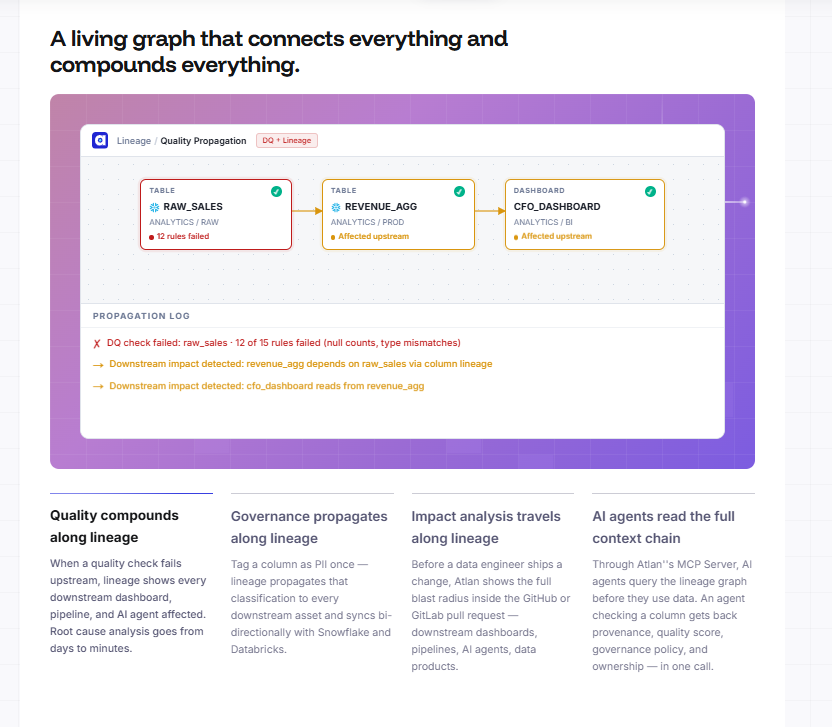 A living graph that connects everything and
compounds everything.
Lineage / Quality Propagation DQ + Lineage
TABLE
RAW_SALES
ANALYTICS / RAW
12 rules failed
TABLE
REVENUE_AGG
ANALYTICS / PROD
Affected upstream
DASHBOARD
CFO_DASHBOARD
ANALYTICS / BI
Affected upstream
PROPAGATION LOG
✗ DQ check failed: raw_sales · 12 of 15 rules failed (null counts, type mismatches)
→ Downstream impact detected: revenue_agg depends on raw_sales via column lineage
→ Downstream impact detected: cfo_dashboard reads from revenue_agg
Quality compounds
along lineage
When a quality check fails
upstream, lineage shows every
downstream dashboard,
pipeline, and AI agent affected.
Root cause analysis goes from
days to minutes.
Governance propagates
along lineage
Tag a column as PII once —
lineage propagates that
classification to every
downstream asset and syncs bi-
directionally with Snowflake and
Databricks.
Impact analysis travels
along lineage
Before a data engineer ships a
change, Atlan shows the full
blast radius inside the GitHub or
GitLab pull request —
downstream dashboards,
pipelines, AI agents, data
products.
AI agents read the full
context chain
Through Atlan''s MCP Server, AI
agents query the lineage graph
before they use data. An agent
checking a column gets back
provenance, quality score,
governance policy, and
ownership — in one call.